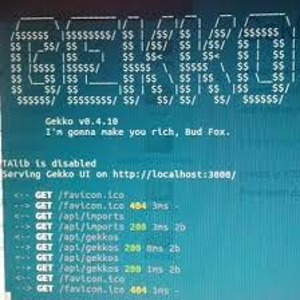 GEKKO
Gekko v0.4.10
I'm gonna make you rich, Bud Fox.
TAlib is disabled
Serving Gekko UI on http://localhost:3000/
<-- GET /favicon.ico
--> GET /favicon.ico 404 3ms -
<-- GET /api/imports
--> GET /api/imports 200 3ms 2b
<-- GET /api/gekkos
--> GET /api/gekkos 200 0ms 2b
<-- GET /api/gekkos
--> GET /api/gekkos 200 1ms 2b
<-- GET /favicon.ico
--> GET /favicon.ico 404 1ms -